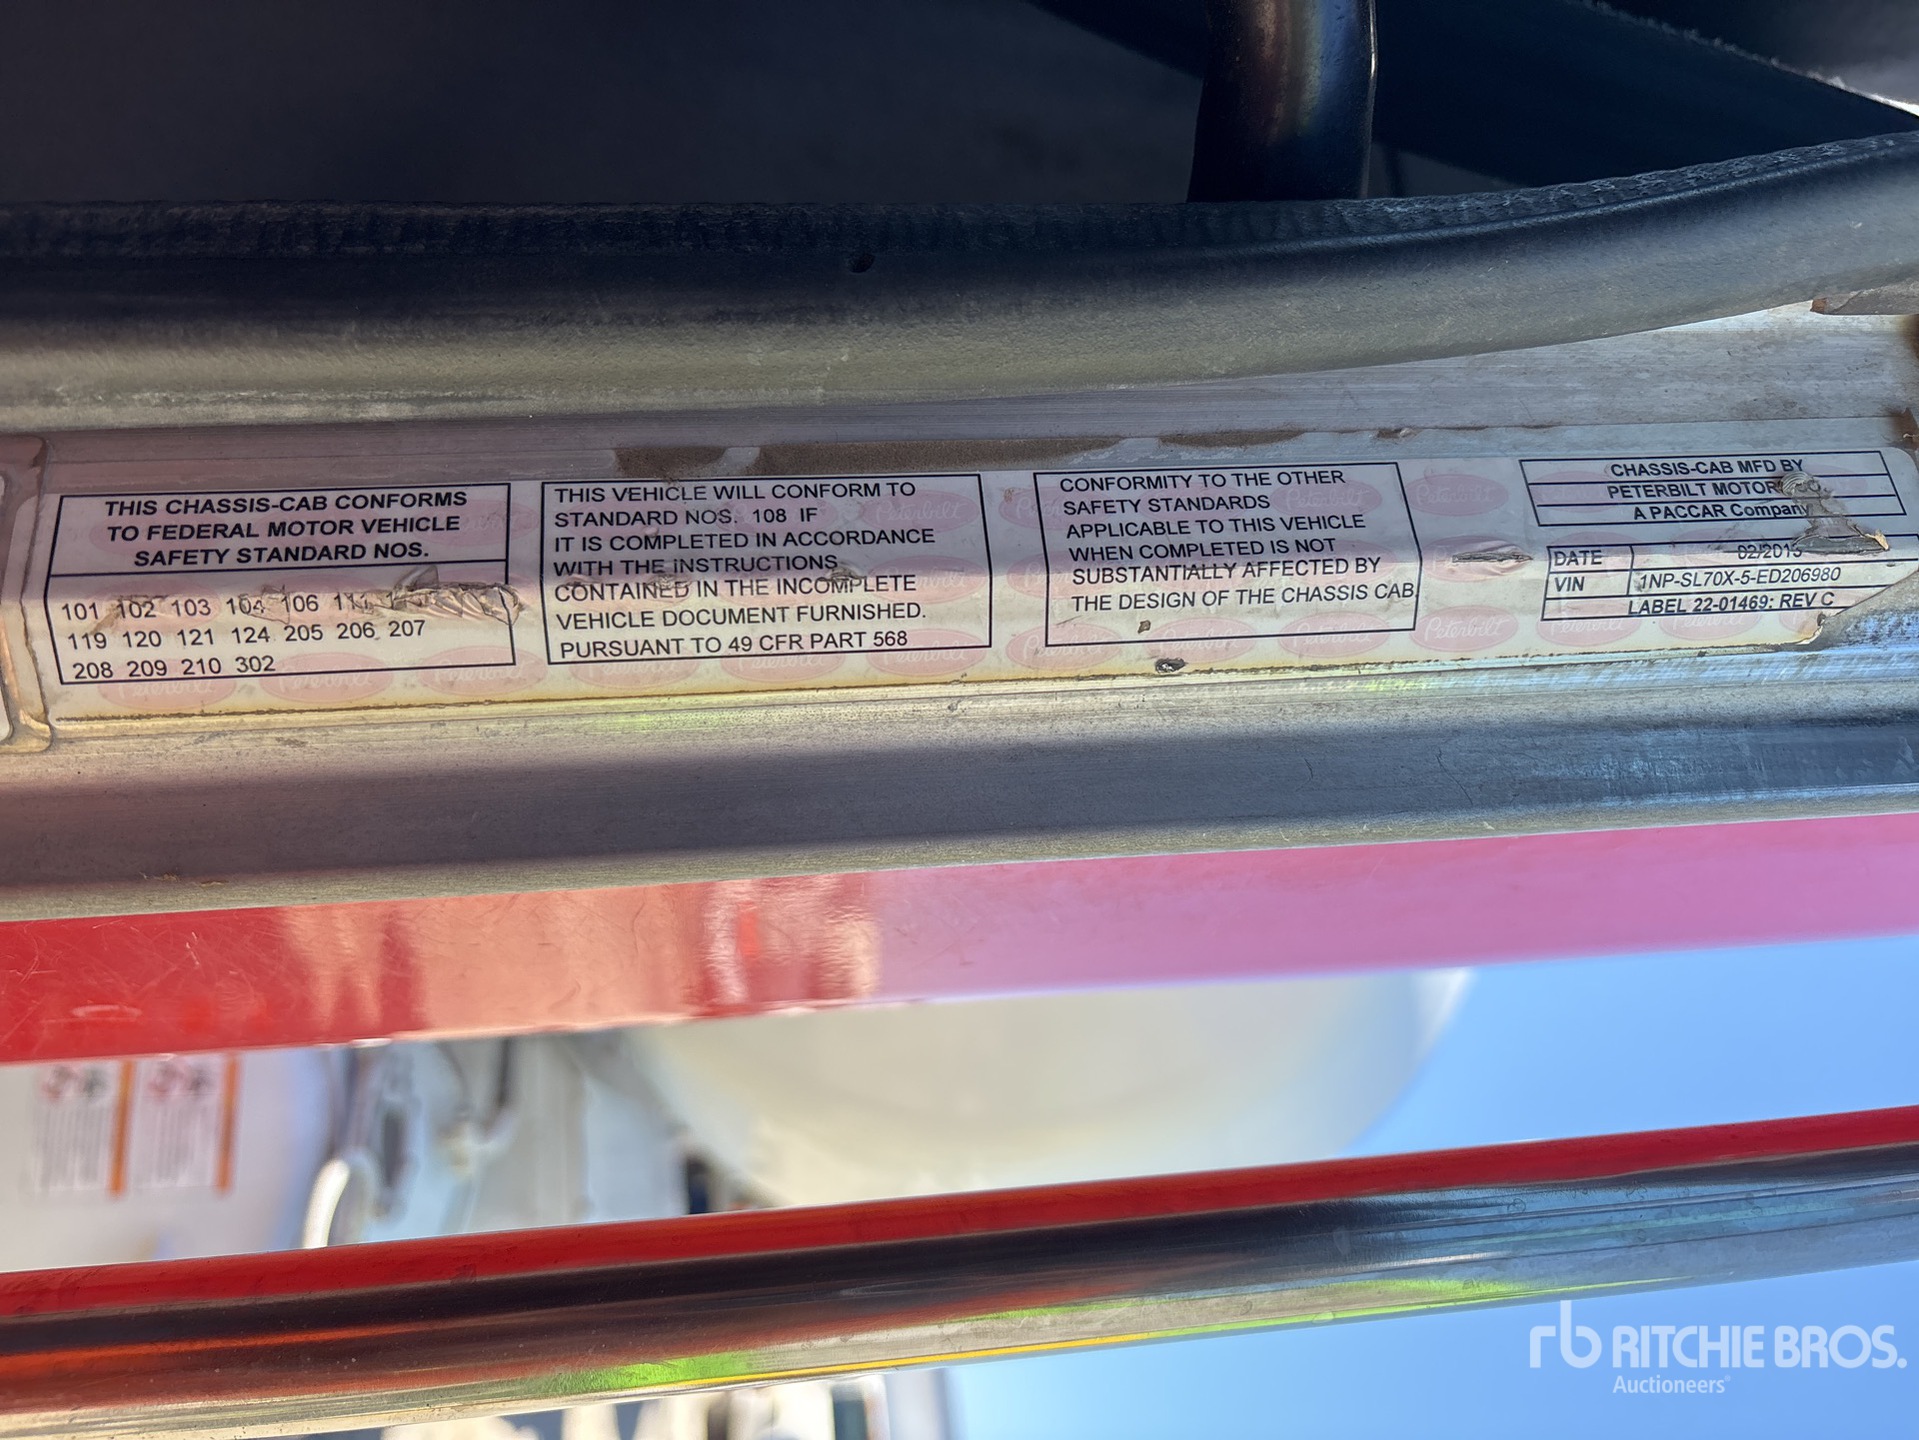 THIS CHASSIS-CAB CONFORMS
TO FEDERAL MOTOR VEHICLE
SAFETY STANDARD NOS.
101 102 103 104 106 111
119 120 121 124 205 206 207
208 209 210 302
THIS VEHICLE WILL CONFORM TO
STANDARD NOS. 108 IF
IT IS COMPLETED IN ACCORDANCE
WITH THE INSTRUCTIONS
CONTAINED IN THE INCOMPLETE
VEHICLE DOCUMENT FURNISHED.
PURSUANT TO 49 CFR PART 568
CONFORMITY TO THE OTHER
SAFETY STANDARDS
APPLICABLE TO THIS VEHICLE
WHEN COMPLETED IS NOT
SUBSTANTIALLY AFFECTED BY
THE DESIGN OF THE CHASSIS CAB.
CHASSIS-CAB MFD BY
PETERBILT MOTOR
A PACCAR Company
DATE
VIN 1NP-SL70X-5-ED206980
LABEL 22-01469: REV C
rb RITCHIE BROS.
Auctioneers